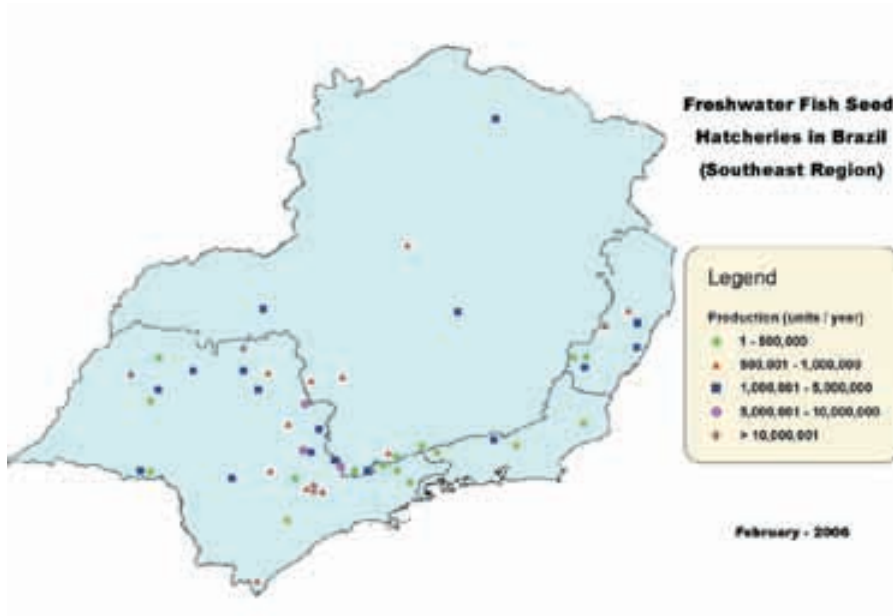 Freshwater Fish Seed
Hatcheries in Brazil
(Southeast Region)
Legend
Production (units / year)
1 - 500,000
500,001 - 1,000,000
1,000,001 - 5,000,000
5,000,001 - 10,000,000
> 10,000,001
February - 2006